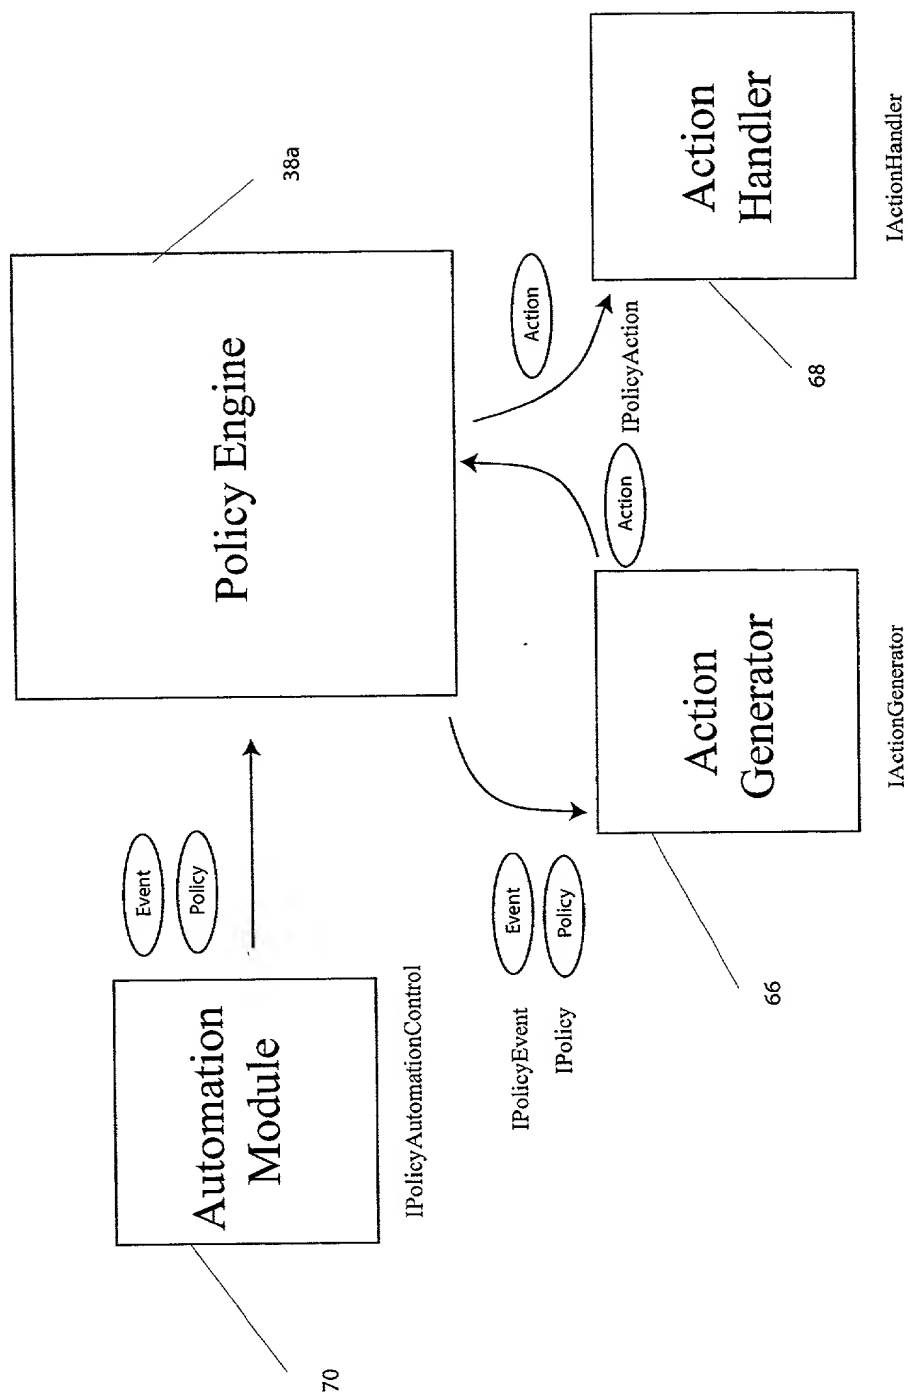 Automation
Module
70
IPolicyAutomationControl
Event
Policy
Policy Engine
38a
IPolicyEvent
IPolicy
Event
Policy
Action
Generator
66
IActionGenerator
Action
IPolicyAction
Action
Action
Handler
68
IActionHandler